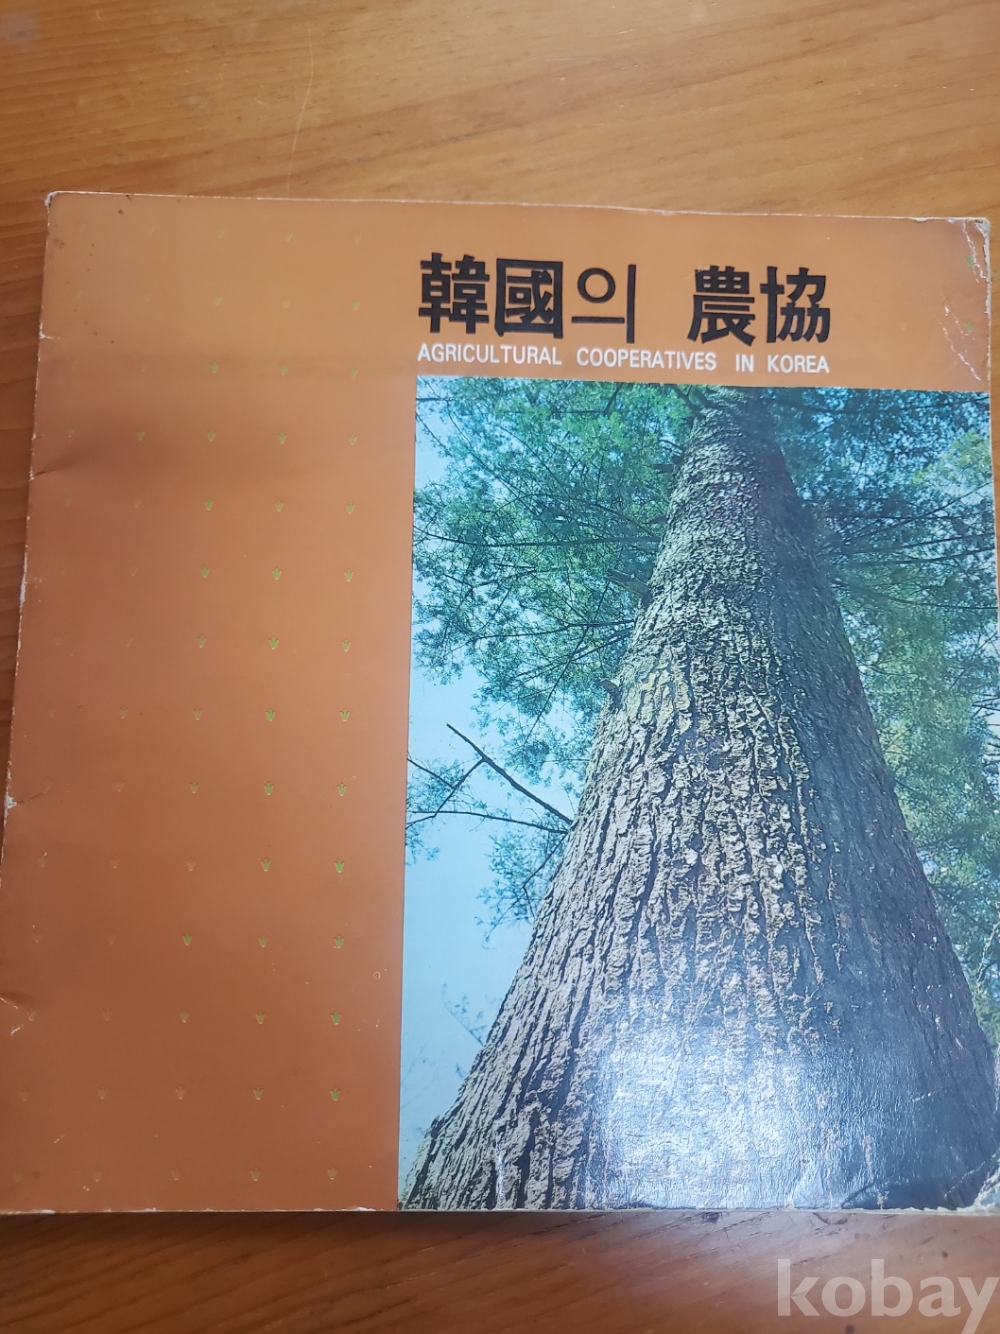 韓國의 農協
AGRICULTURAL COOPERATIVES IN KOREA
kobay